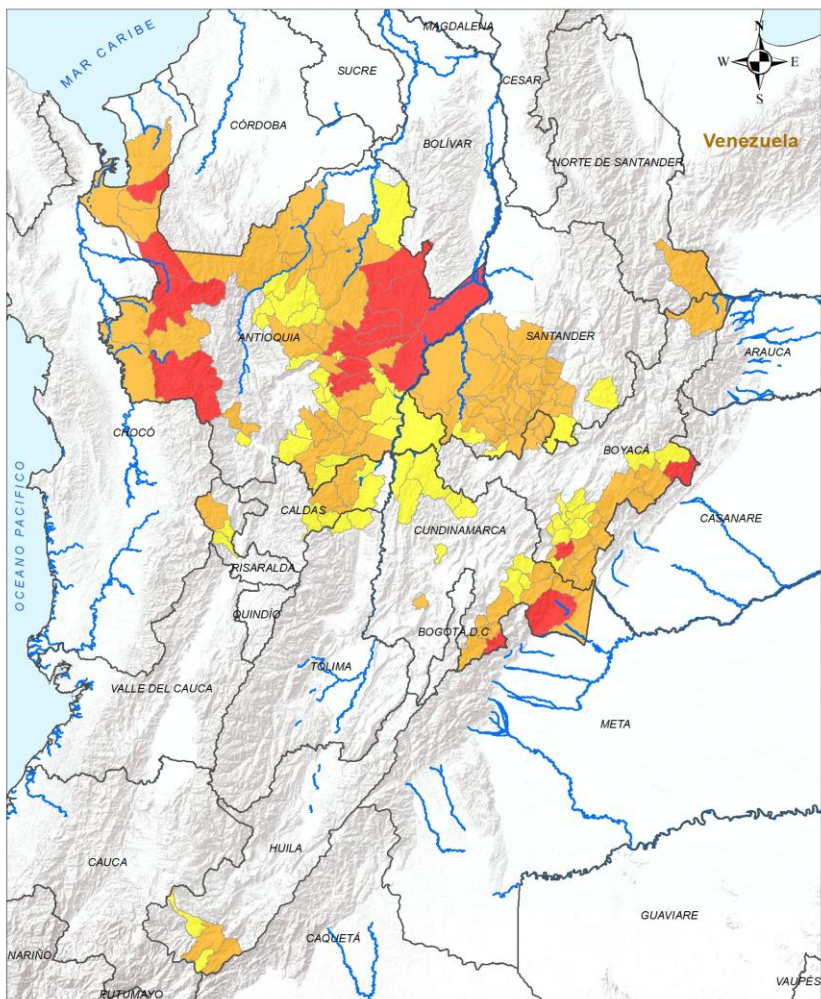 MAGDALENA
N
MAR CARIBE
W
E
SUCRE
CESAR
S
CÓRDOBA
BOLÍVAR
Venezuela
NORTE DE SANTANDER
ANTIOQUIA
SANTANDER
ARAUCA
CHOCÓ
BOYACÁ
OCEANO PACIFICO
CALDAS
CUNDINAMARCA
CASANARE
RISARALDA
QUINDÍO
BOGOTÁ D.C
TOLIMA
VALLE DEL CAUCA
META
HUILA
CAUCA
GUAVIARE
CAQUETÁ
NARIÑO
PUTUMAYO
VAUPÉS